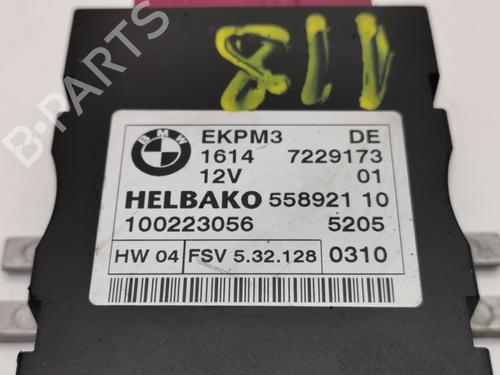 118
BMW
EKPM3 DE
1614 7229173
12V 01
HELBAKO 558921 10
100223056 5205
HW 04 FSV 5.32.128 0310
B-PARTS